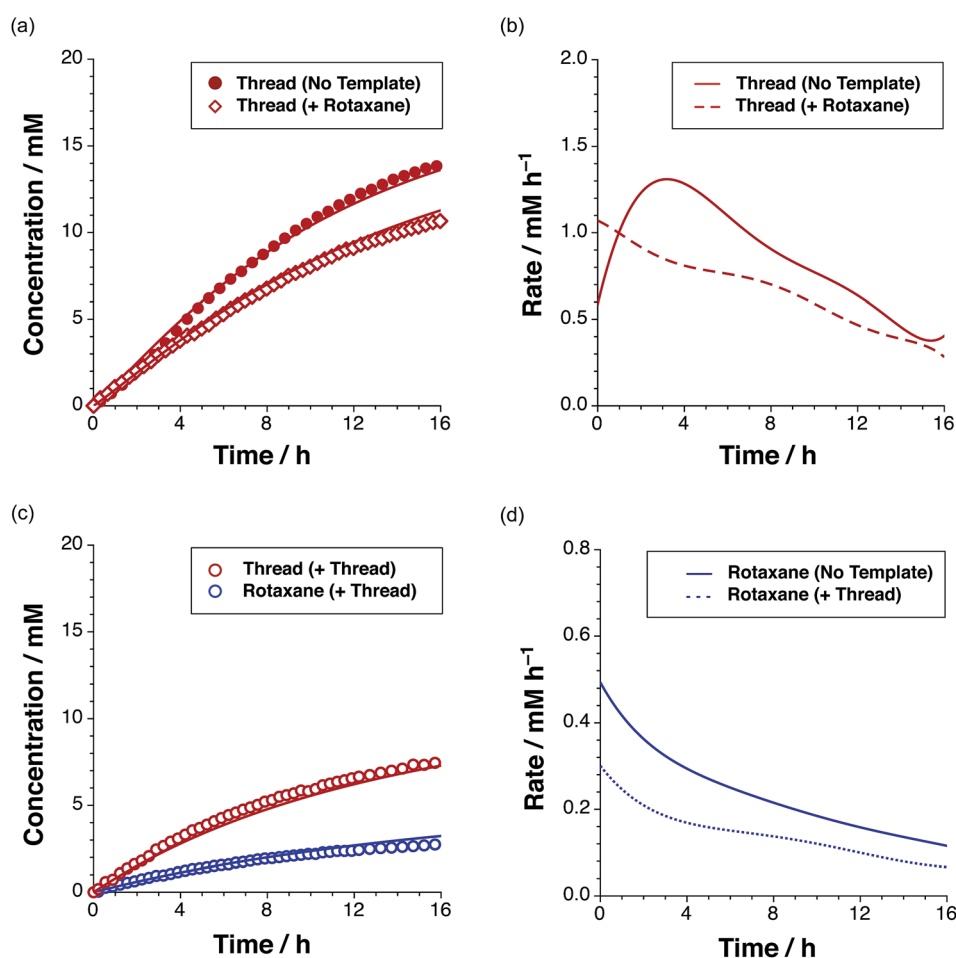 (a)
20
15
10
5
0
0 4 8 12 16
Concentration / mM
Time / h
Thread (No Template)
Thread (+ Rotaxane)
(b)
2.0
1.5
1.0
0.5
0.0
0 4 8 12 16
Rate / mM h⁻¹
Time / h
Thread (No Template)
Thread (+ Rotaxane)
(c)
20
15
10
5
0
0 4 8 12 16
Concentration / mM
Time / h
Thread (+ Thread)
Rotaxane (+ Thread)
(d)
0.8
0.6
0.4
0.2
0.0
0 4 8 12 16
Rate / mM h⁻¹
Time / h
Rotaxane (No Template)
Rotaxane (+ Thread)